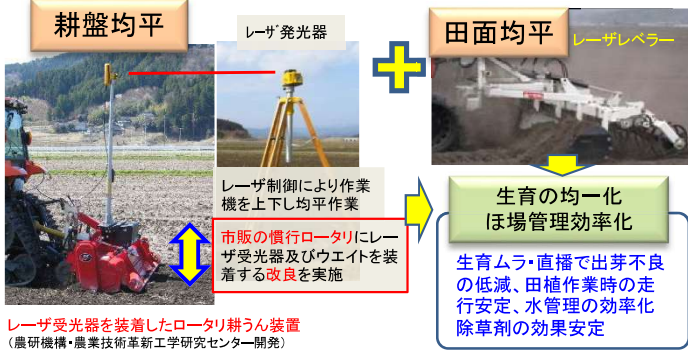 耕盤均平
ﾚｰｻﾞ発光器
田面均平
レーザレベラー
レーザ制御により作業
機を上下し均平作業
市販の慣行ロータリにレー
ザ受光器及びウエイトを装
着する改良を実施
生育の均一化
ほ場管理効率化
生育ムラ・直播で出芽不良
の低減、田植作業時の走
行安定、水管理の効率化
除草剤の効果安定
レーザ受光器を装着したロータリ耕うん装置
（農研機構・農業技術革新工学研究センター開発）